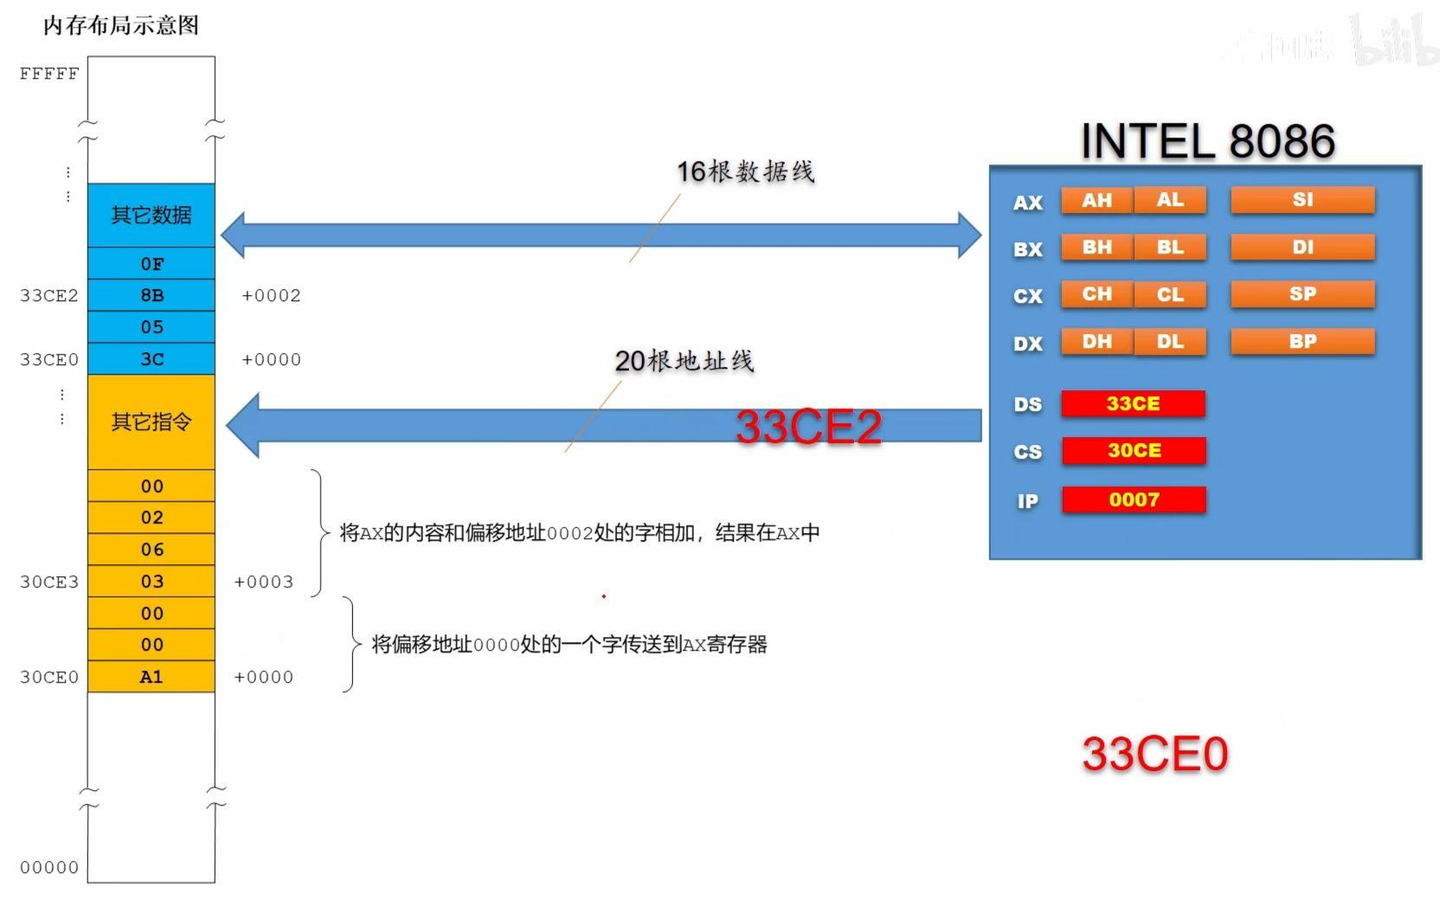 内存布局示意图
FFFFF
其它数据
0F
33CE2 8B +0002
05
33CE0 3C +0000
其它指令
00
02
06
30CE3 03 +0003
00
00
30CE0 A1 +0000
00000
16根数据线
20根地址线
33CE2
将AX的内容和偏移地址0002处的字相加，结果在AX中
将偏移地址0000处的一个字传送到AX寄存器
bilib
INTEL 8086
AX AH AL SI
BX BH BL DI
CX CH CL SP
DX DH DL BP
DS 33CE
CS 30CE
IP 0007
33CE0